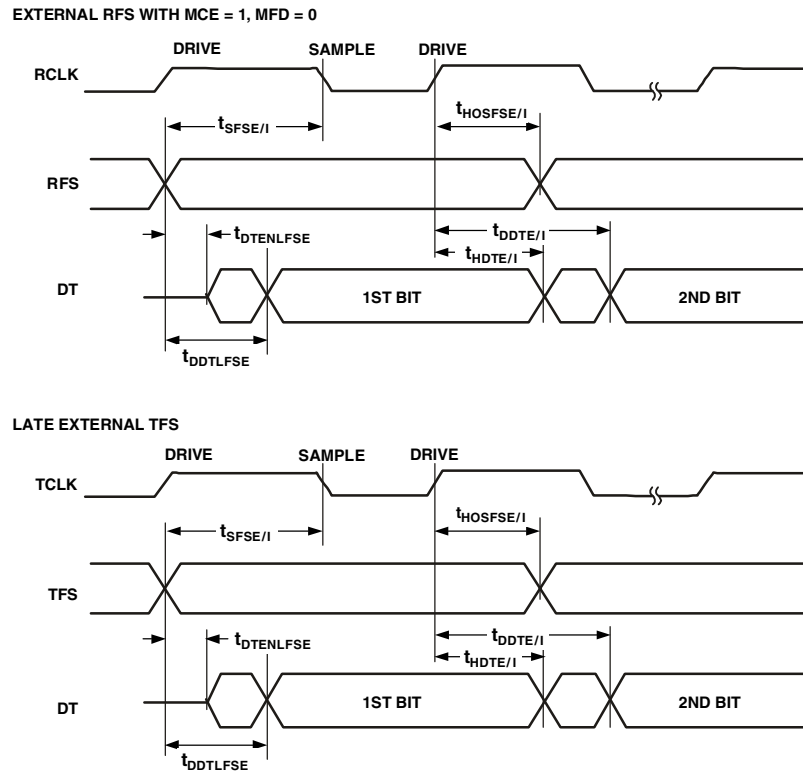 EXTERNAL RFS WITH MCE = 1, MFD = 0
DRIVE SAMPLE DRIVE
RCLK
tSFSE/I tHOSFSE/I
RFS
tDTENLFSE tDDTE/I
tHDTE/I
DT 1ST BIT 2ND BIT
tDDTLFSE
LATE EXTERNAL TFS
DRIVE SAMPLE DRIVE
TCLK
tSFSE/I tHOSFSE/I
TFS
tDTENLFSE tDDTE/I
tHDTE/I
DT 1ST BIT 2ND BIT
tDDTLFSE